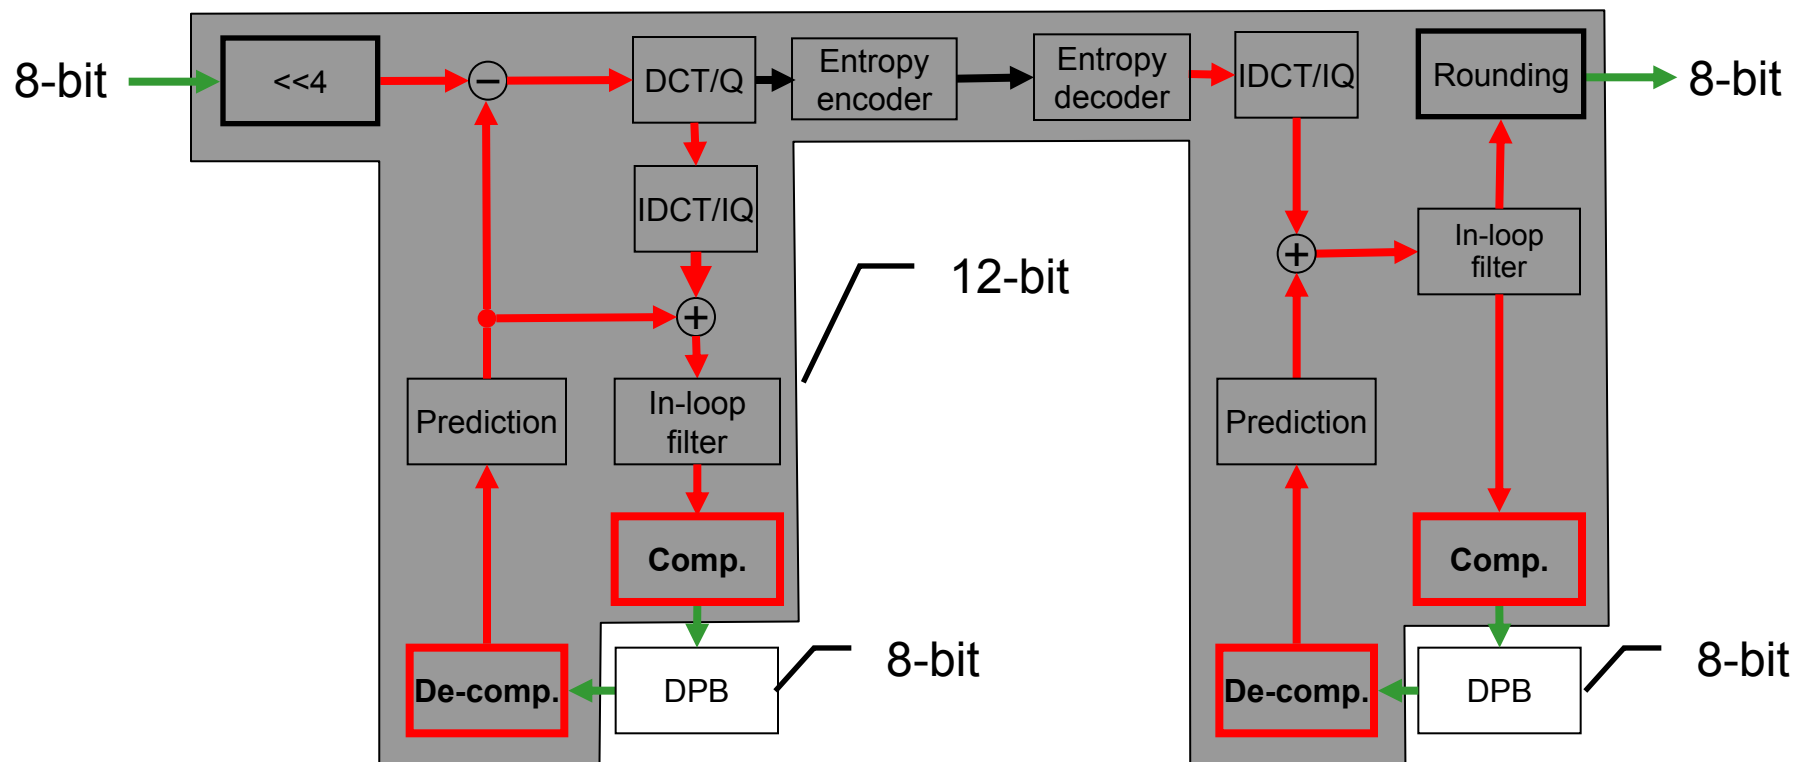 8-bit
<<4
−
DCT/Q
Entropy
encoder
Entropy
decoder
IDCT/IQ
Rounding
8-bit
IDCT/IQ
+
In-loop
filter
12-bit
+
Prediction
In-loop
filter
Prediction
Comp.
Comp.
De-comp.
DPB
8-bit
De-comp.
DPB
8-bit